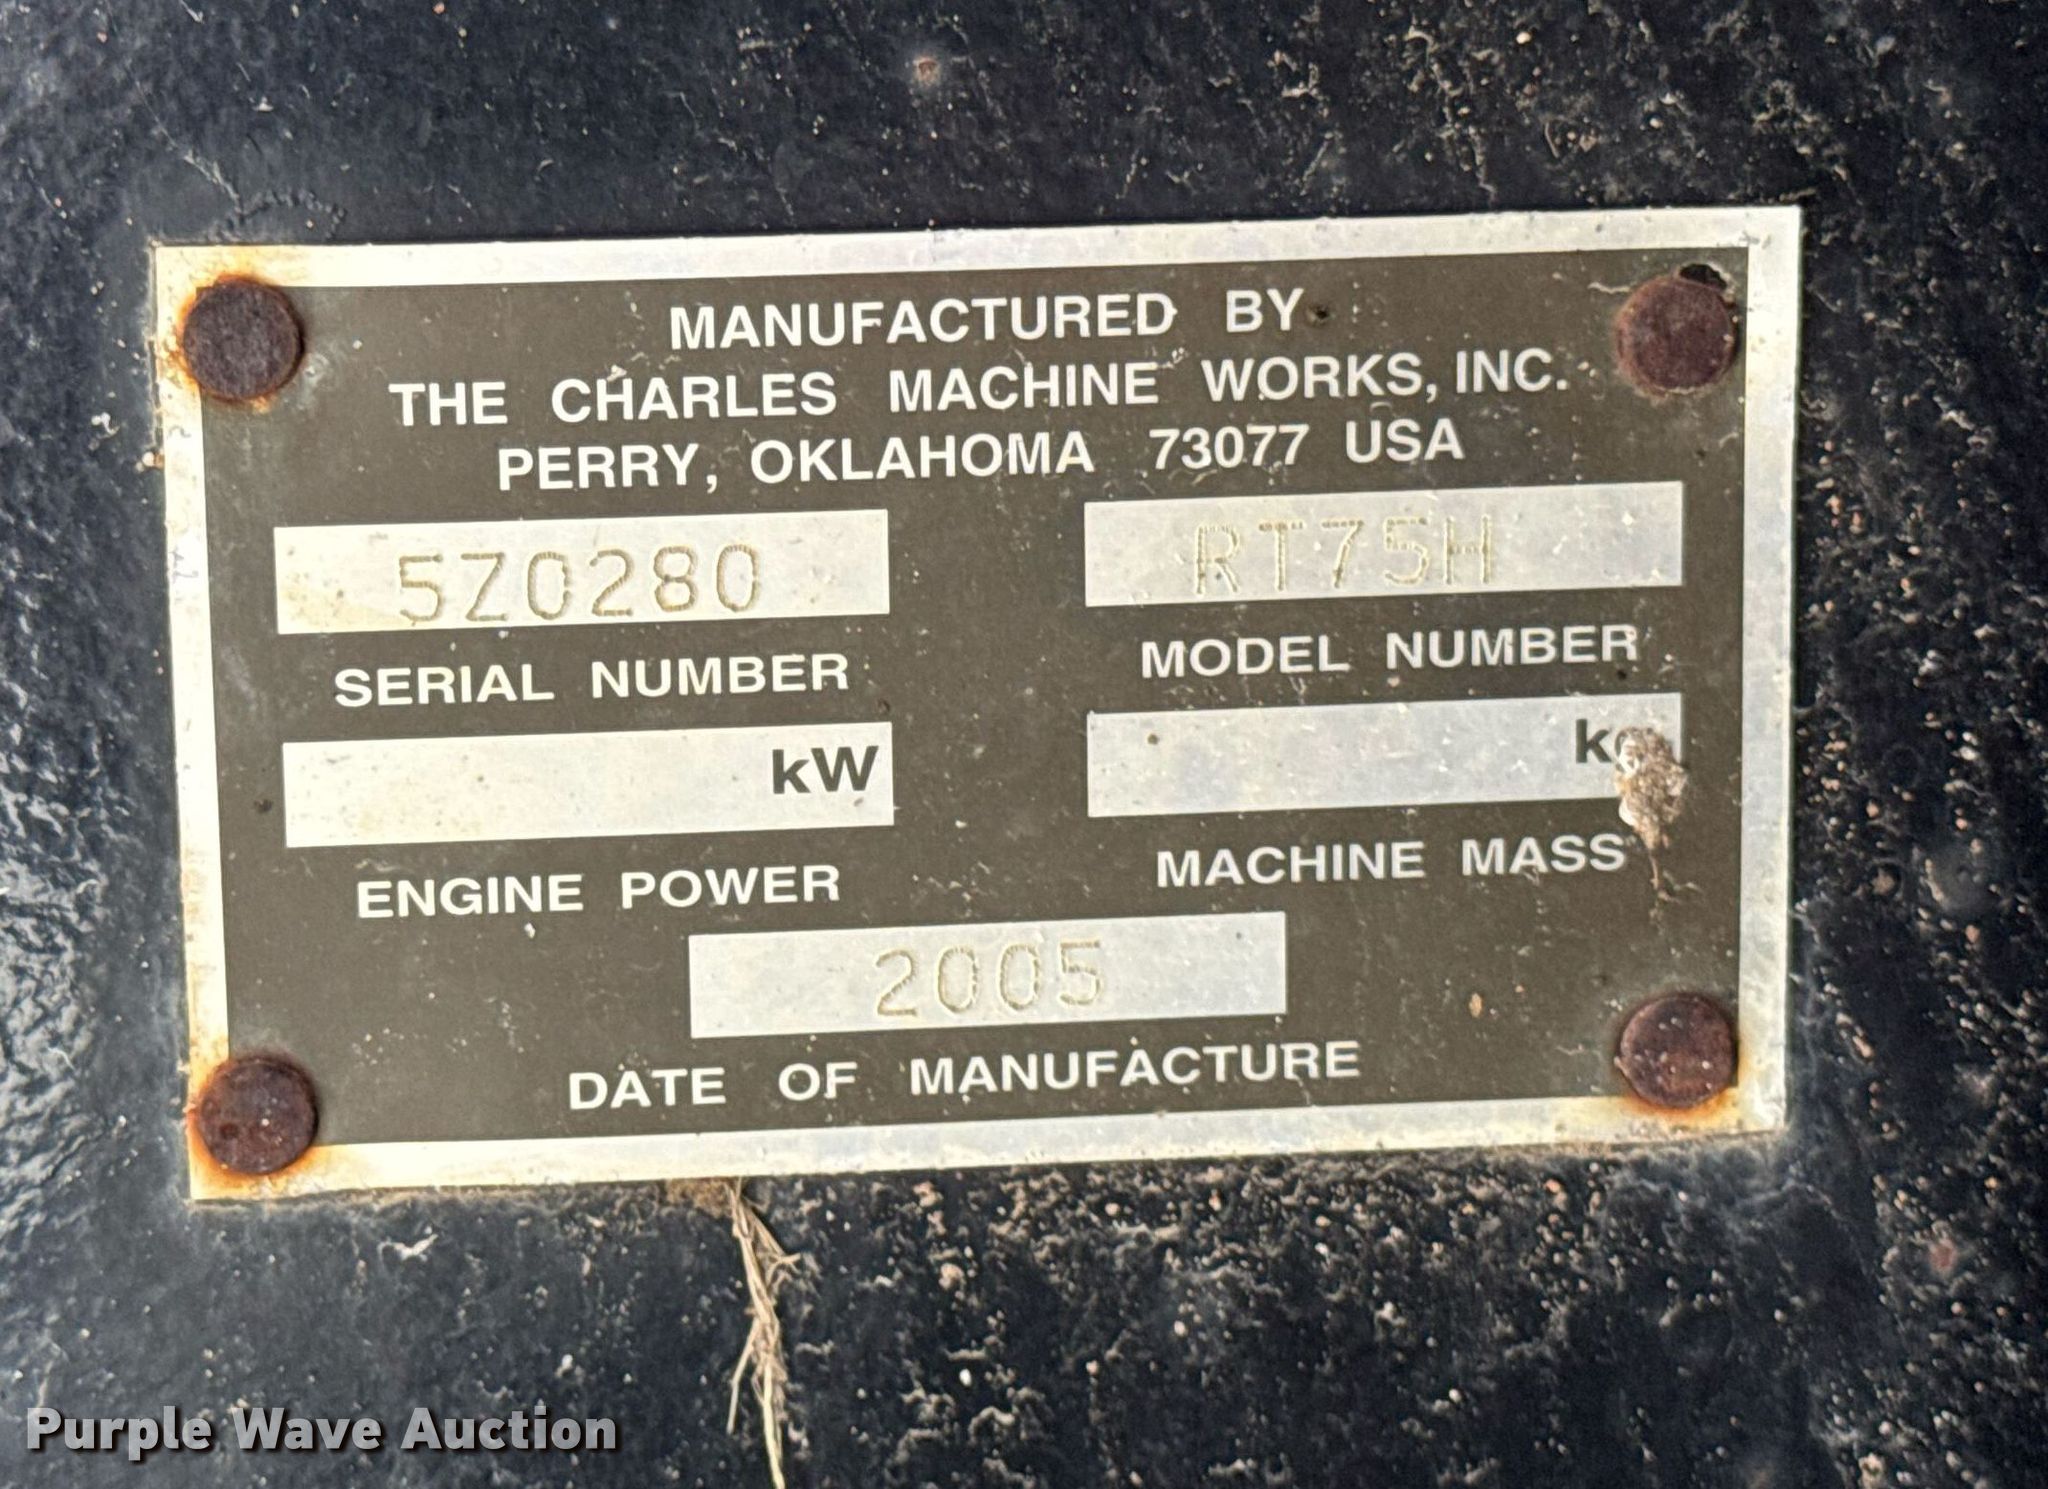 MANUFACTURED BY
THE CHARLES MACHINE WORKS, INC.
PERRY, OKLAHOMA 73077 USA
5Z0280 RT75H
SERIAL NUMBER MODEL NUMBER
kW
ENGINE POWER MACHINE MASS
2005
DATE OF MANUFACTURE
Purple Wave Auction